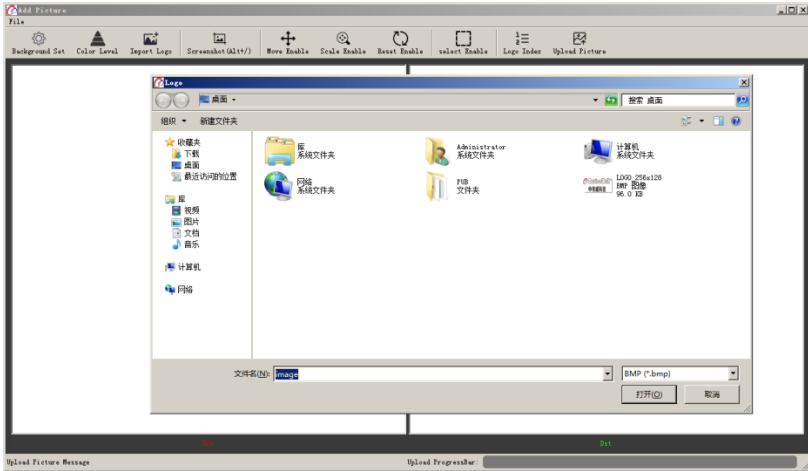 Add Picture
File
Background Set Color Level Import Logo Screenshot(Alt+/) Move Enable Scale Enable Reset Enable select Enable Logo Index Upload Picture
Logo
桌面
搜索 桌面
组织 新建文件夹
收藏夹
下载
桌面
最近访问的位置
库
视频
图片
文档
音乐
计算机
网络
库
系统文件夹
Administrator
系统文件夹
计算机
系统文件夹
网络
系统文件夹
PUB
文件夹
LOGO_256x128
BMP 图像
96.0 KB
文件名(N): image
BMP (*.bmp)
打开(O) 取消
Dst
Upload Picture Message Upload ProgressBar: